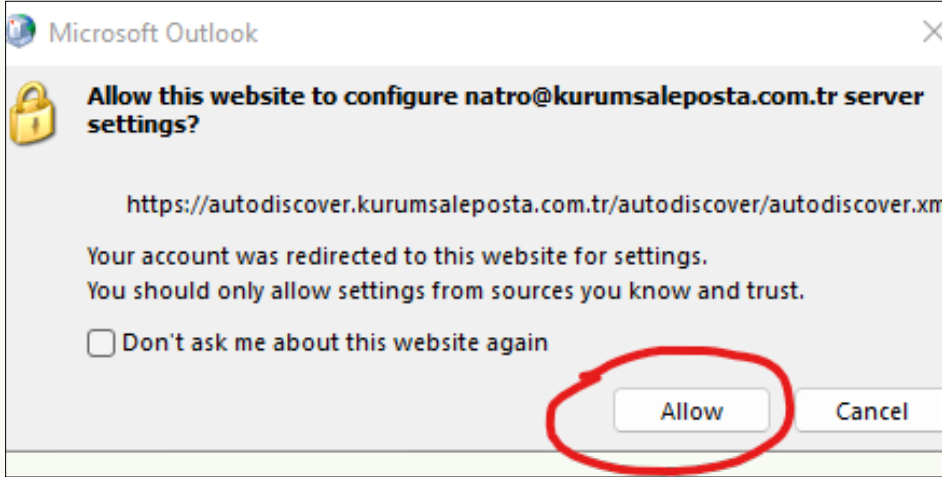 Microsoft Outlook
Allow this website to configure natro@kurumsaleposta.com.tr server
settings?
https://autodiscover.kurumsaleposta.com.tr/autodiscover/autodiscover.xm
Your account was redirected to this website for settings.
You should only allow settings from sources you know and trust.
Don't ask me about this website again
Allow Cancel